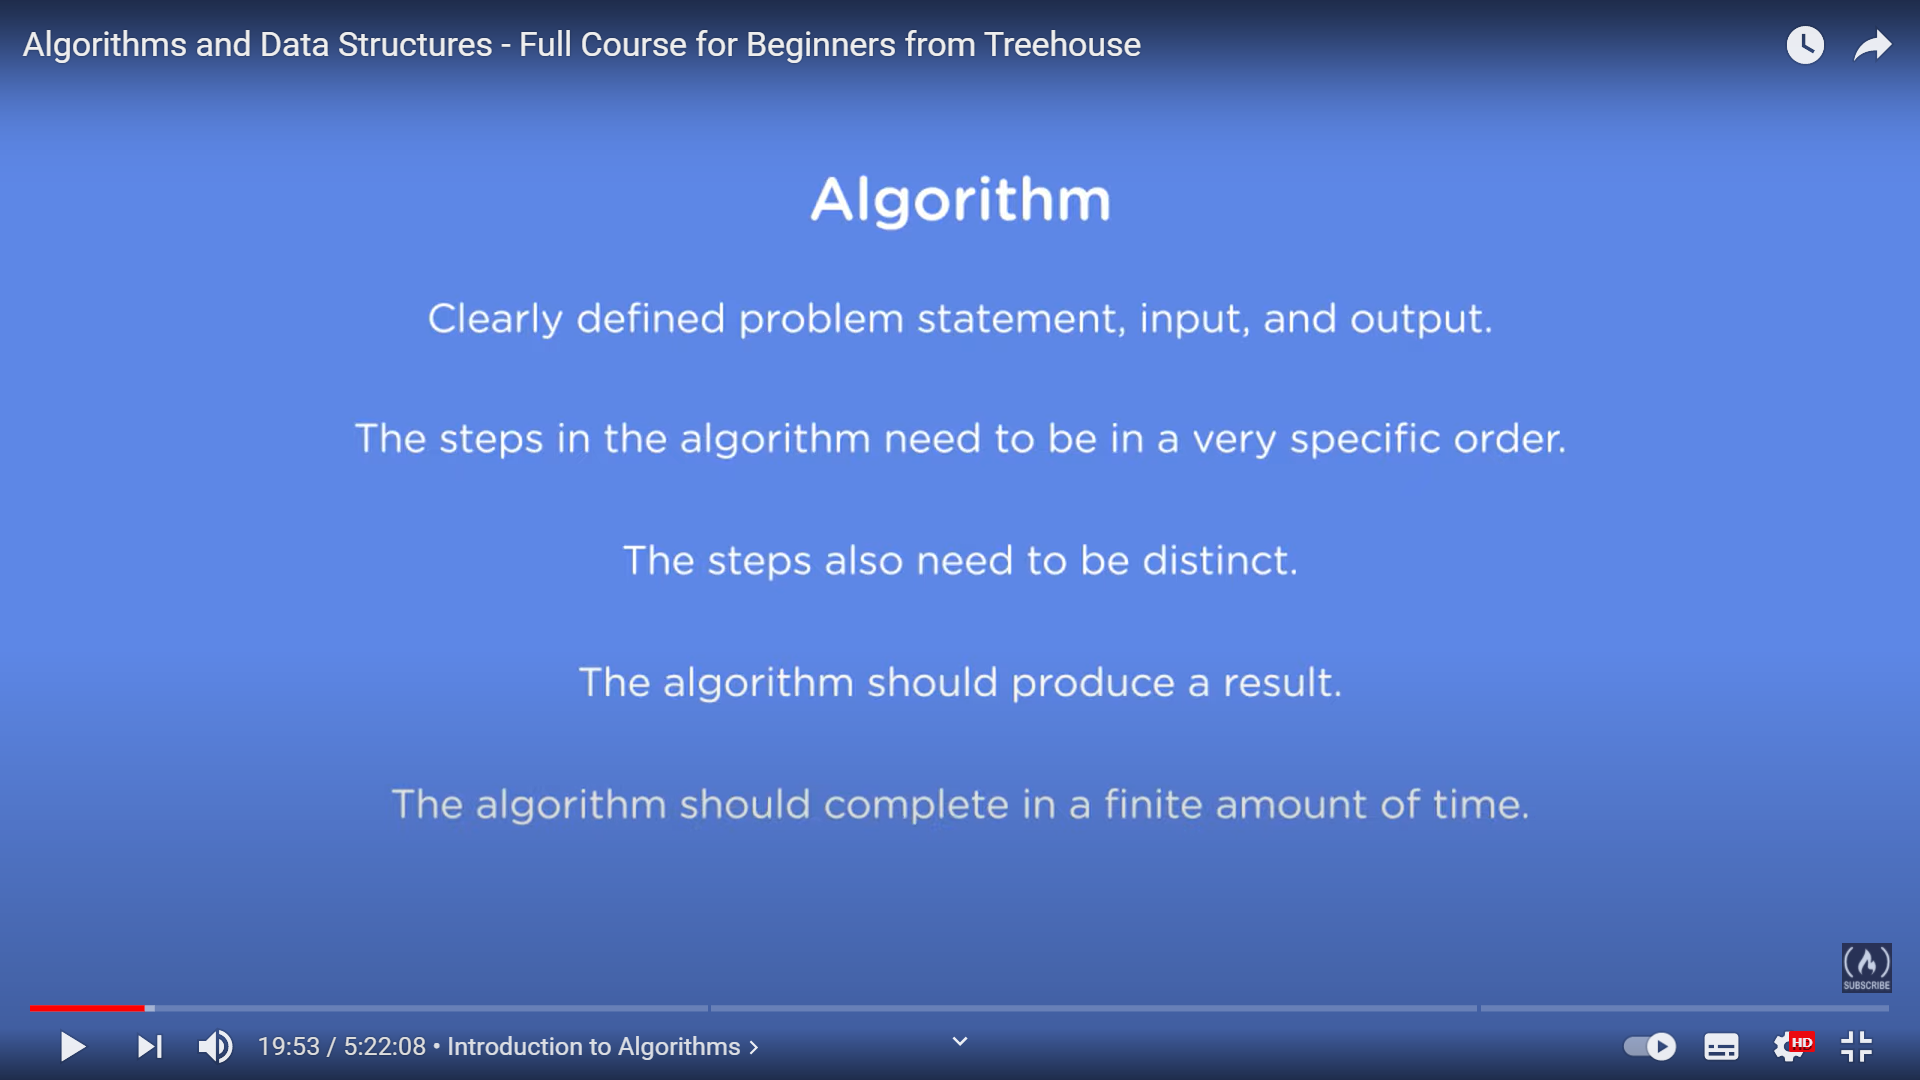 Algorithms and Data Structures - Full Course for Beginners from Treehouse
Algorithm
Clearly defined problem statement, input, and output.
The steps in the algorithm need to be in a very specific order.
The steps also need to be distinct.
The algorithm should produce a result.
The algorithm should complete in a finite amount of time.
SUBSCRIBE
19:53 / 5:22:08 • Introduction to Algorithms
HD